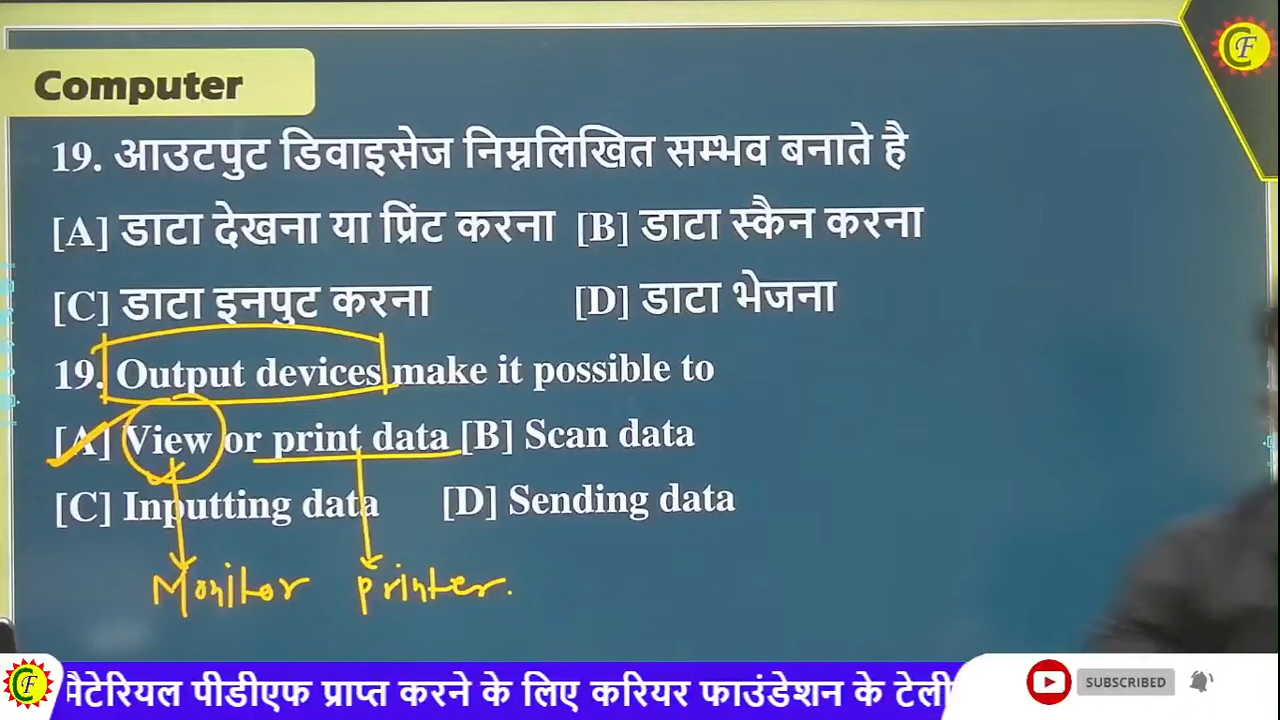 Computer
19. आउटपुट डिवाइसेज निम्नलिखित सम्भव बनाते है
[A] डाटा देखना या प्रिंट करना [B] डाटा स्कैन करना
[C] डाटा इनपुट करना [D] डाटा भेजना
19. Output devices make it possible to
[A] View or print data [B] Scan data
[C] Inputting data [D] Sending data
Monitor printer.
मैटेरियल पीडीएफ प्राप्त करने के लिए करियर फाउंडेशन के टेली
SUBSCRIBED
CF
CF